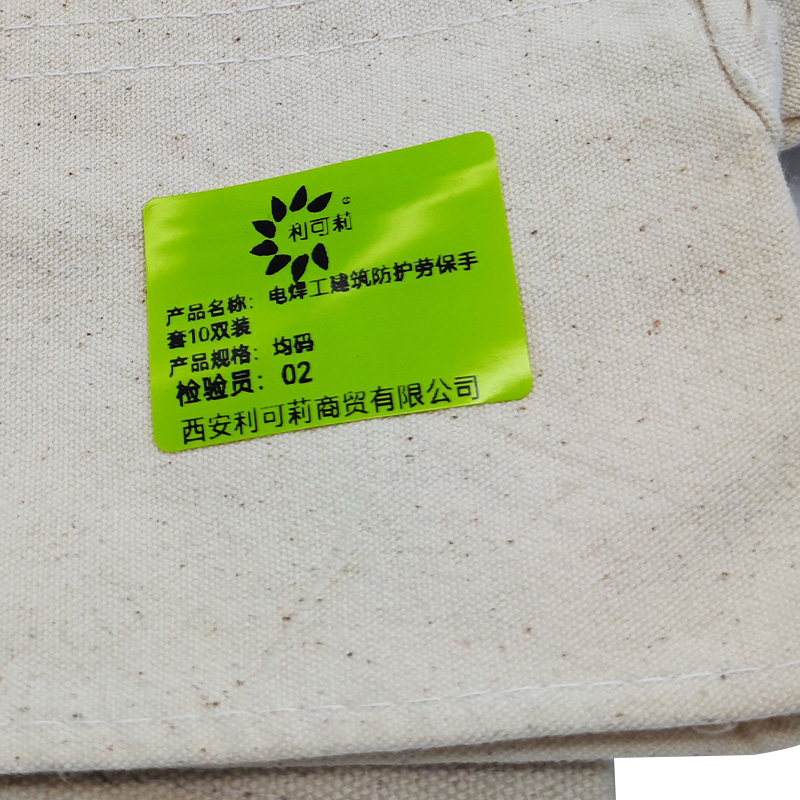 利可莉
产品名称：电焊工建筑防护劳保手
套10双装
产品规格：均码
检验员：02
西安利可莉商贸有限公司